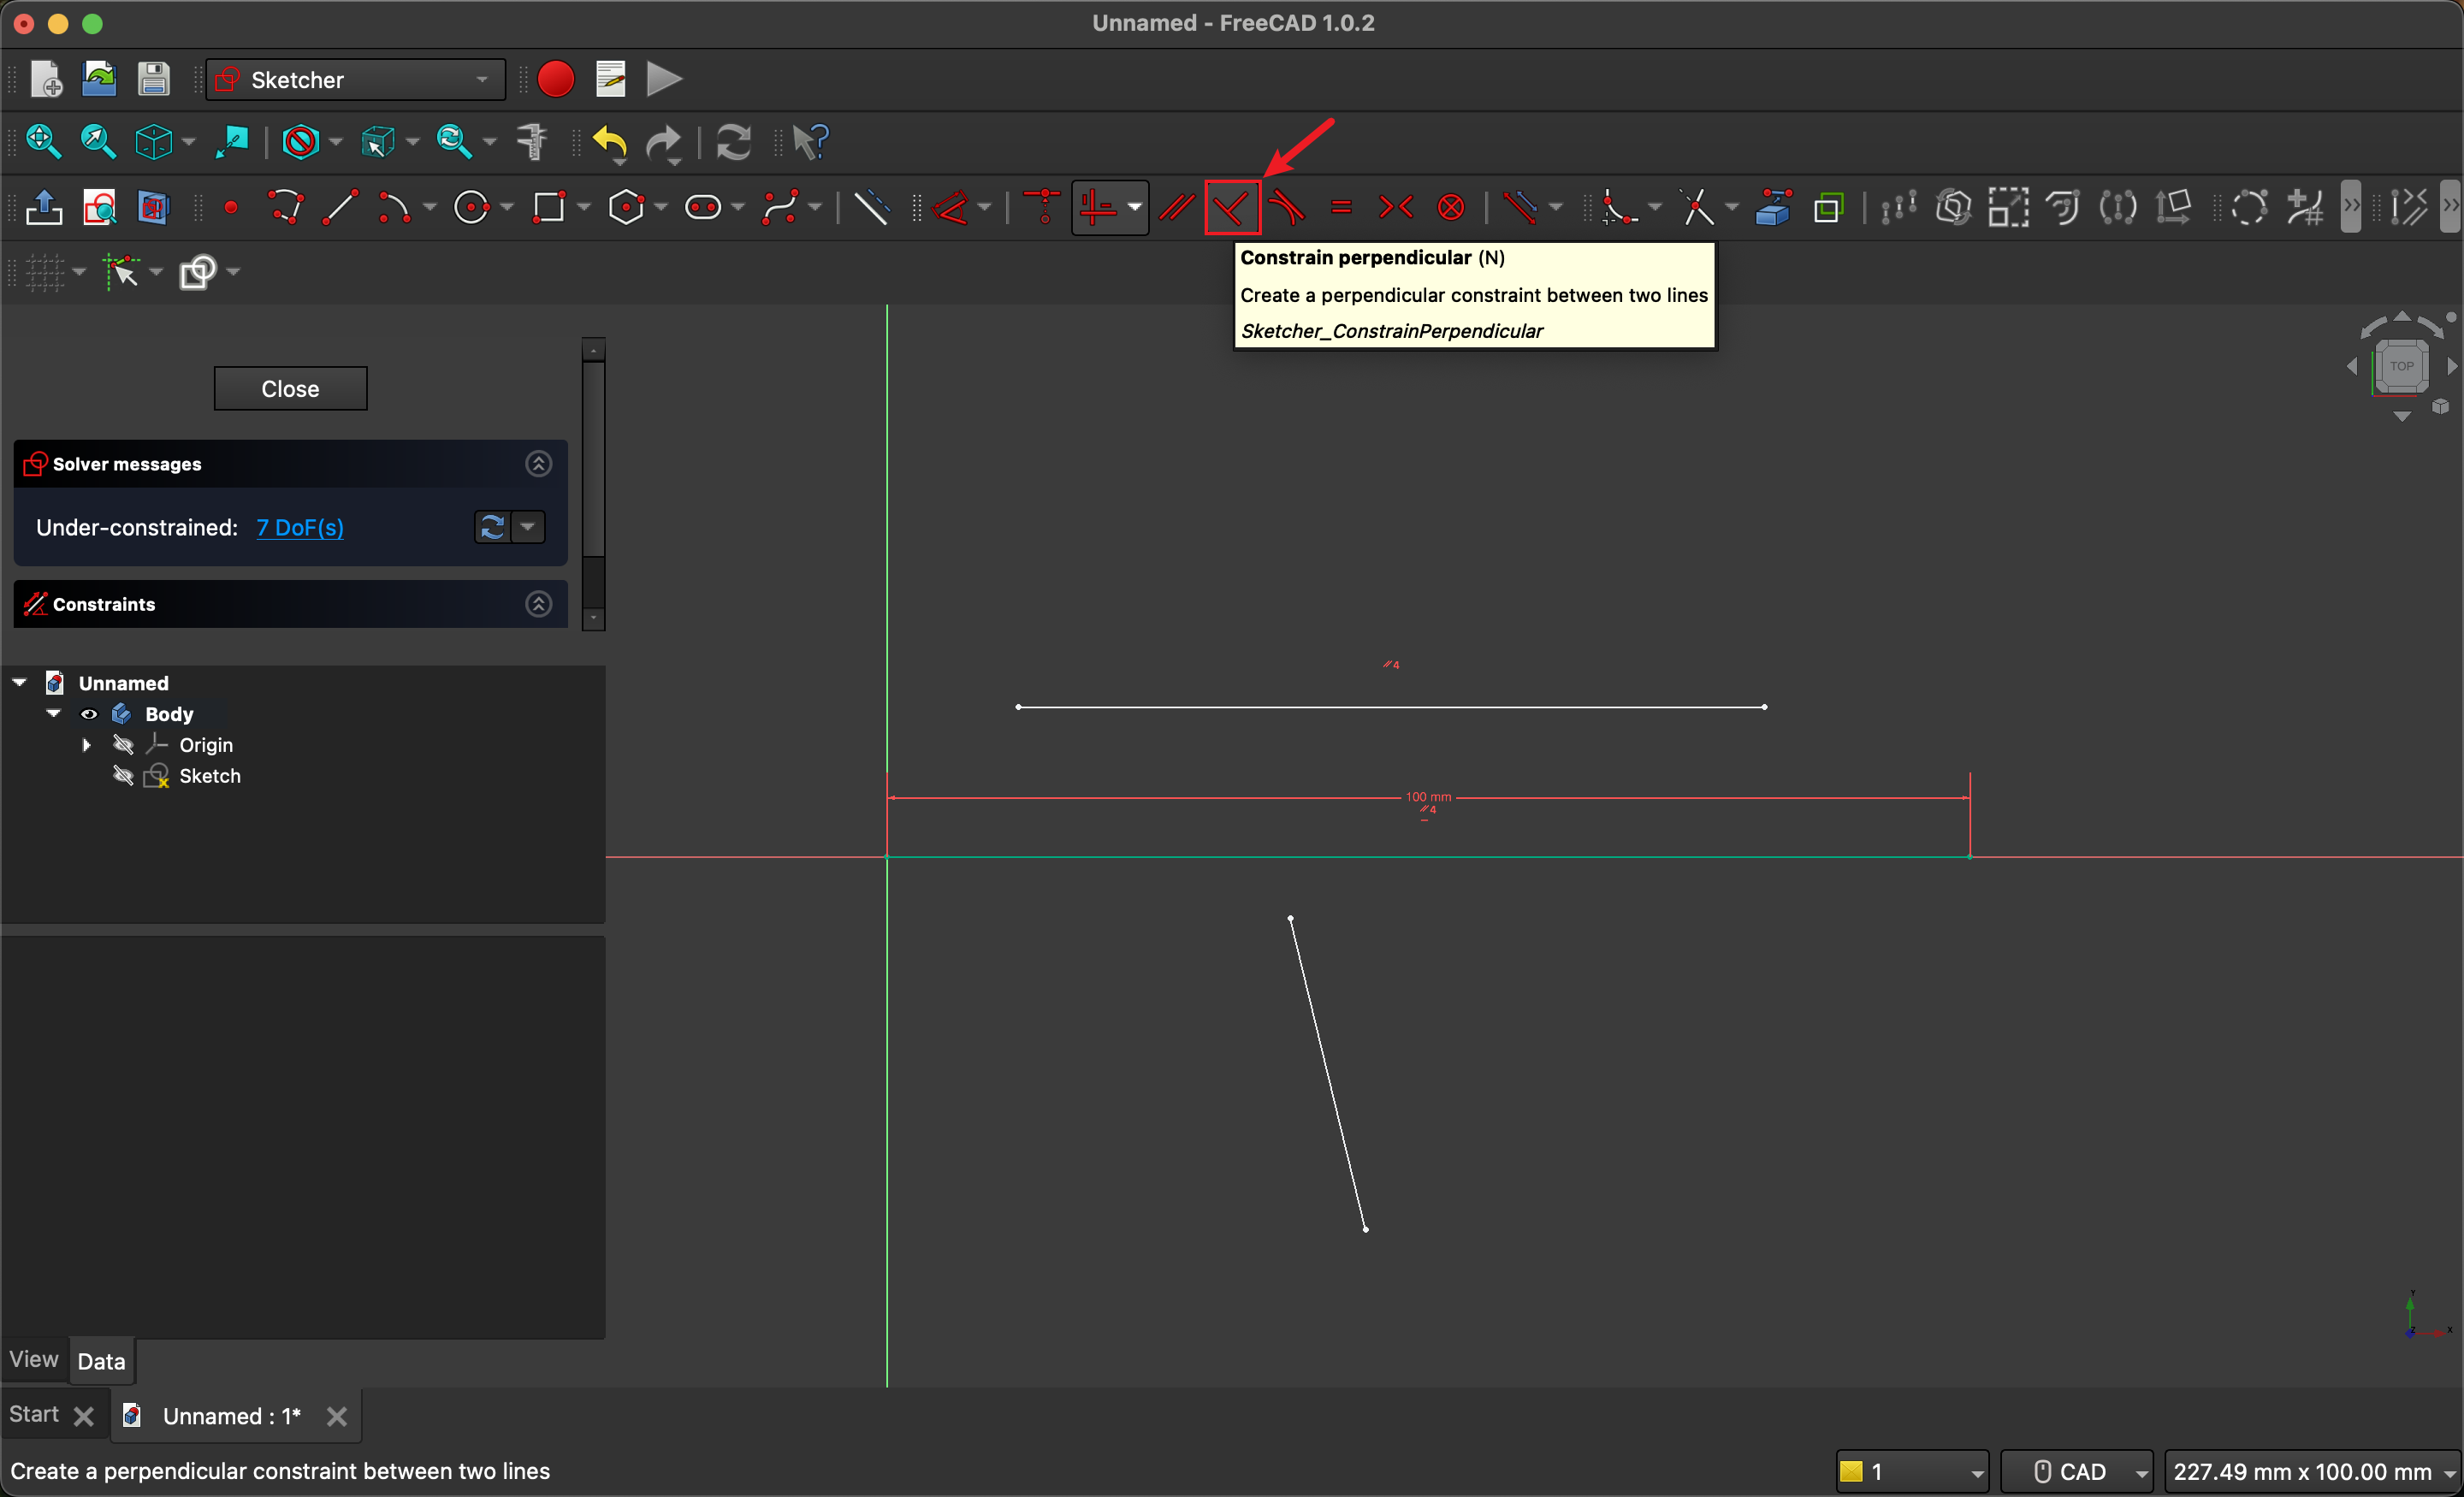 Unnamed - FreeCAD 1.0.2
Sketcher
Constrain perpendicular (N)
Create a perpendicular constraint between two lines
Sketcher_ConstrainPerpendicular
TOP
Close
Solver messages
Under-constrained: 7 DoF(s)
Constraints
4
Unnamed
Body
Origin
Sketch
100 mm
4
Y
Z
X
View
Data
Start
Unnamed : 1*
Create a perpendicular constraint between two lines
1
CAD
227.49 mm x 100.00 mm